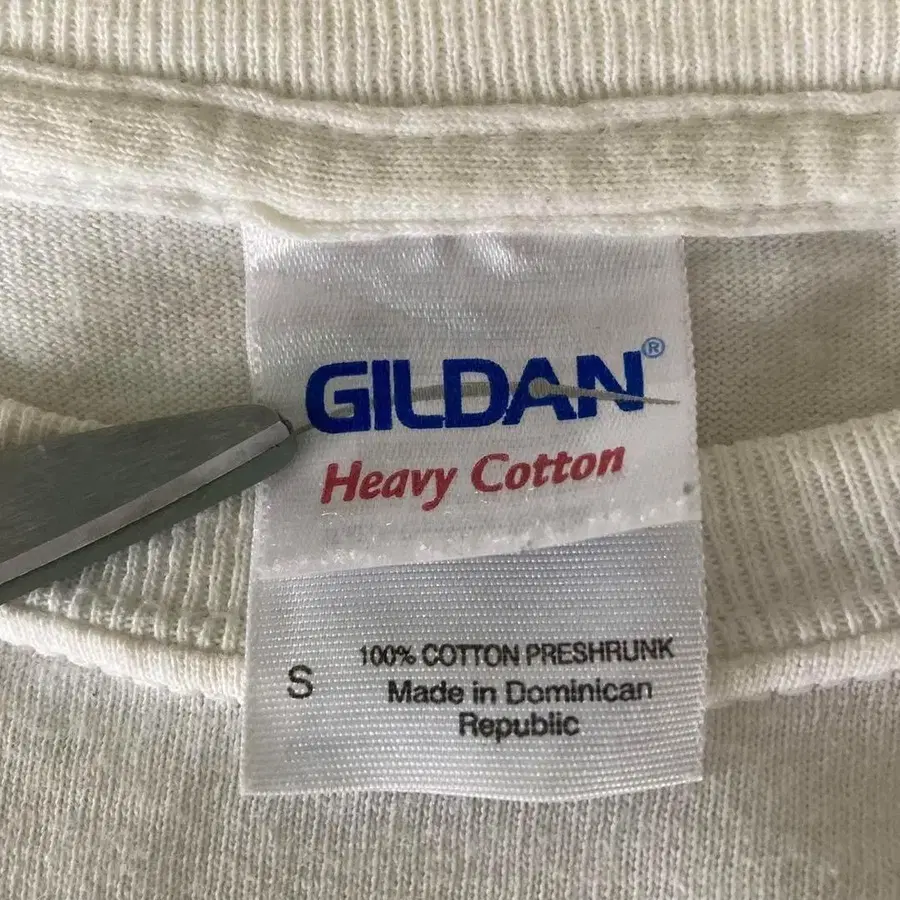 GILDAN®
Heavy Cotton
S
100% COTTON PRESHRUNK
Made in Dominican
Republic